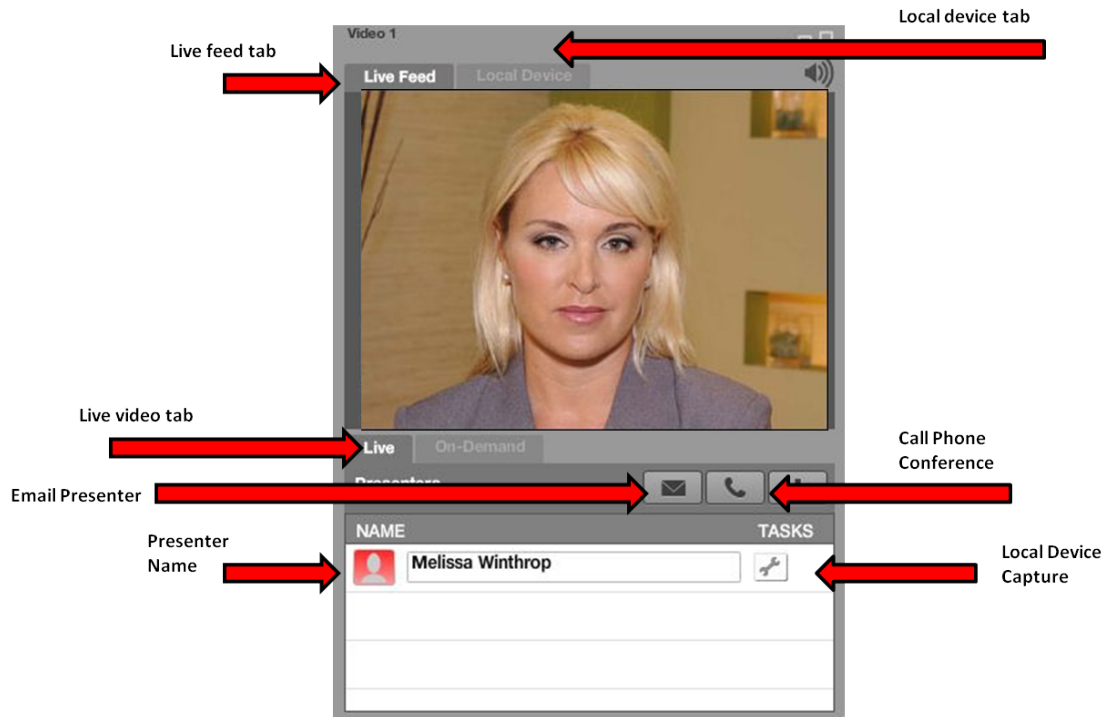 Local device tab
Video 1
Live feed tab
Live Feed
Local Device
Live video tab
Live
On-Demand
Call Phone
Conference
Presenters
Email Presenter
NAME
TASKS
Presenter
Name
Melissa Winthrop
Local Device
Capture